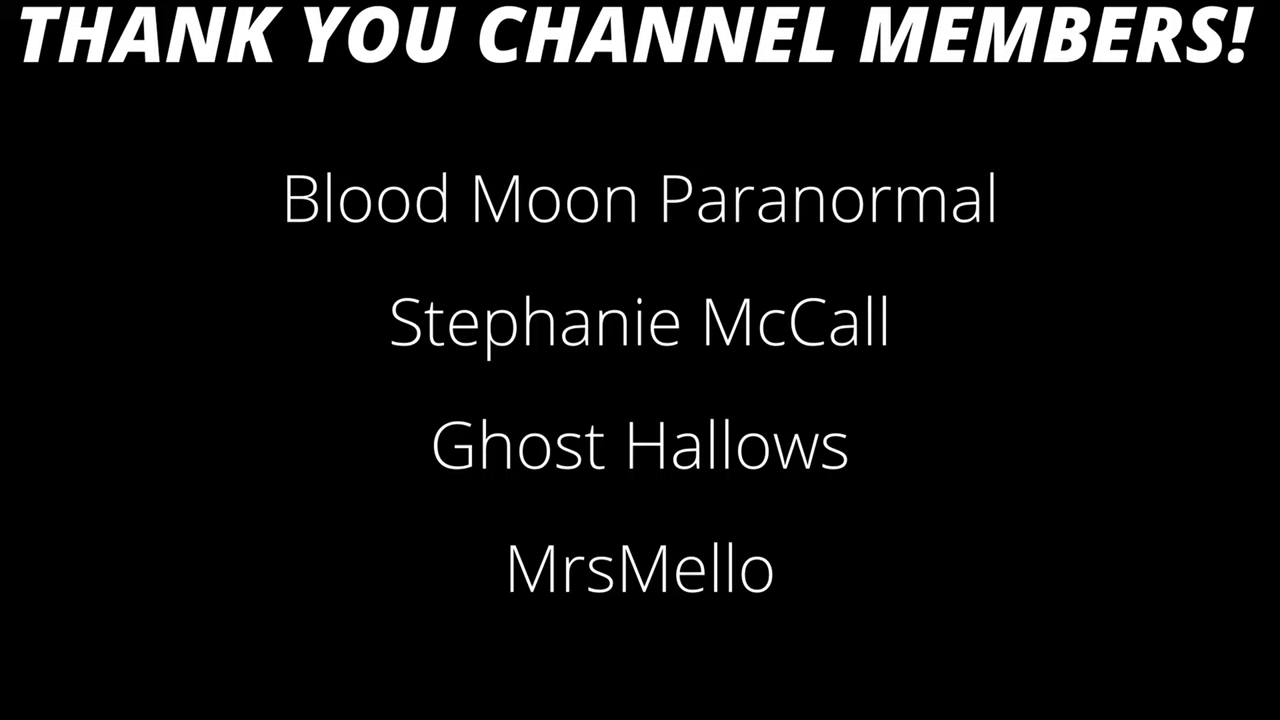 THANK YOU CHANNEL MEMBERS!
Blood Moon Paranormal
Stephanie McCall
Ghost Hallows
MrsMello